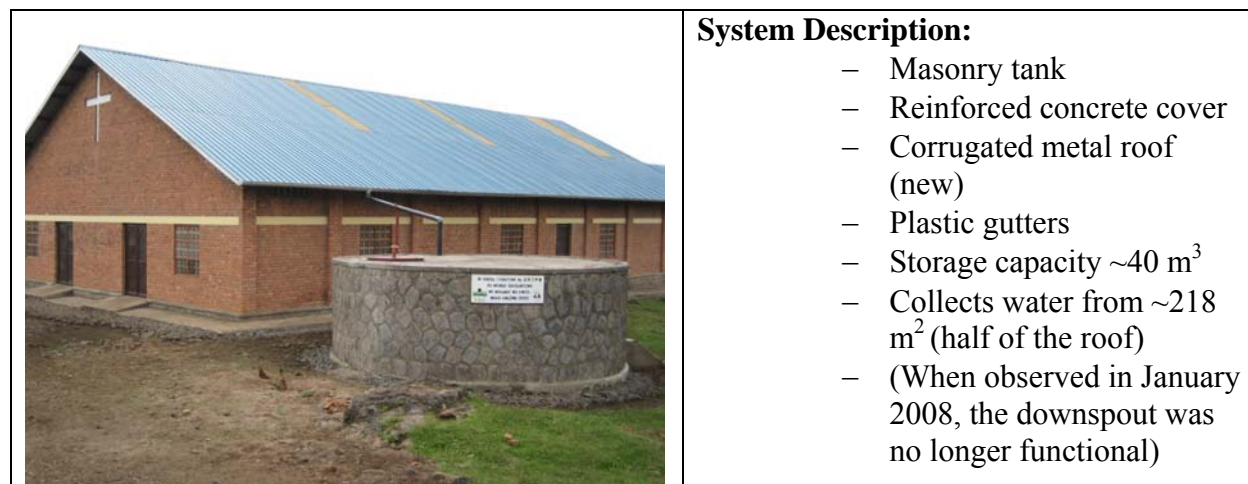 System Description:
– Masonry tank
– Reinforced concrete cover
– Corrugated metal roof
(new)
– Plastic gutters
– Storage capacity ~40 m³
– Collects water from ~218
m² (half of the roof)
– (When observed in January
2008, the downspout was
no longer functional)